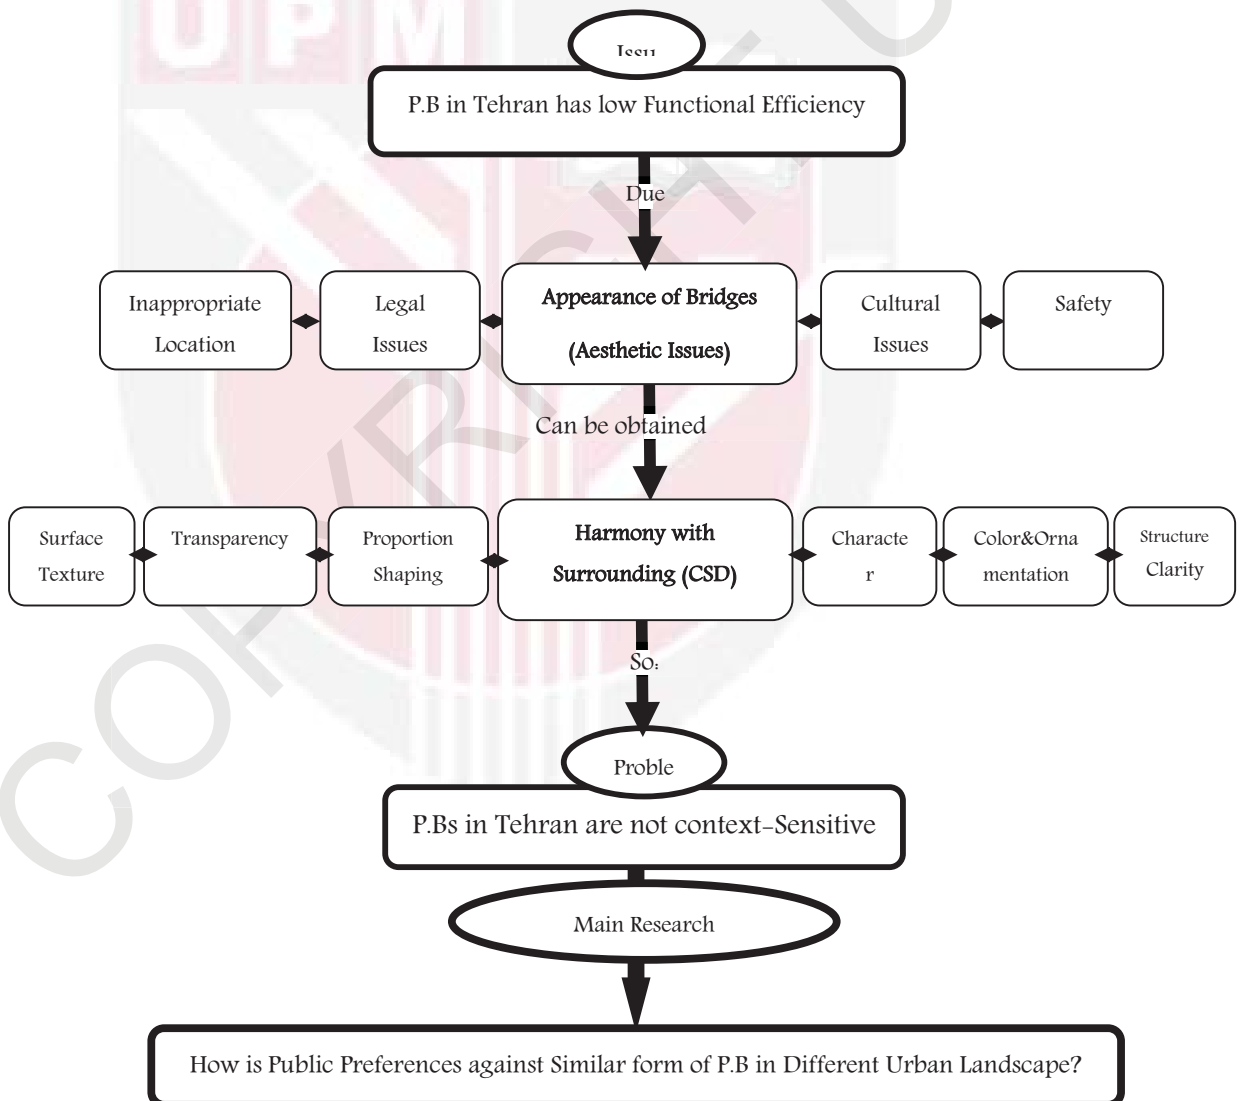 UPM
Issu
P.B in Tehran has low Functional Efficiency
Due
Inappropriate
Location
Legal
Issues
Appearance of Bridges
(Aesthetic Issues)
Cultural
Issues
Safety
Can be obtained
Surface
Texture
Transparency
Proportion
Shaping
Harmony with
Surrounding (CSD)
Characte
r
Color&Orna
mentation
Structure
Clarity
So:
Proble
P.Bs in Tehran are not context-Sensitive
Main Research
How is Public Preferences against Similar form of P.B in Different Urban Landscape?
COPYRIGHT U